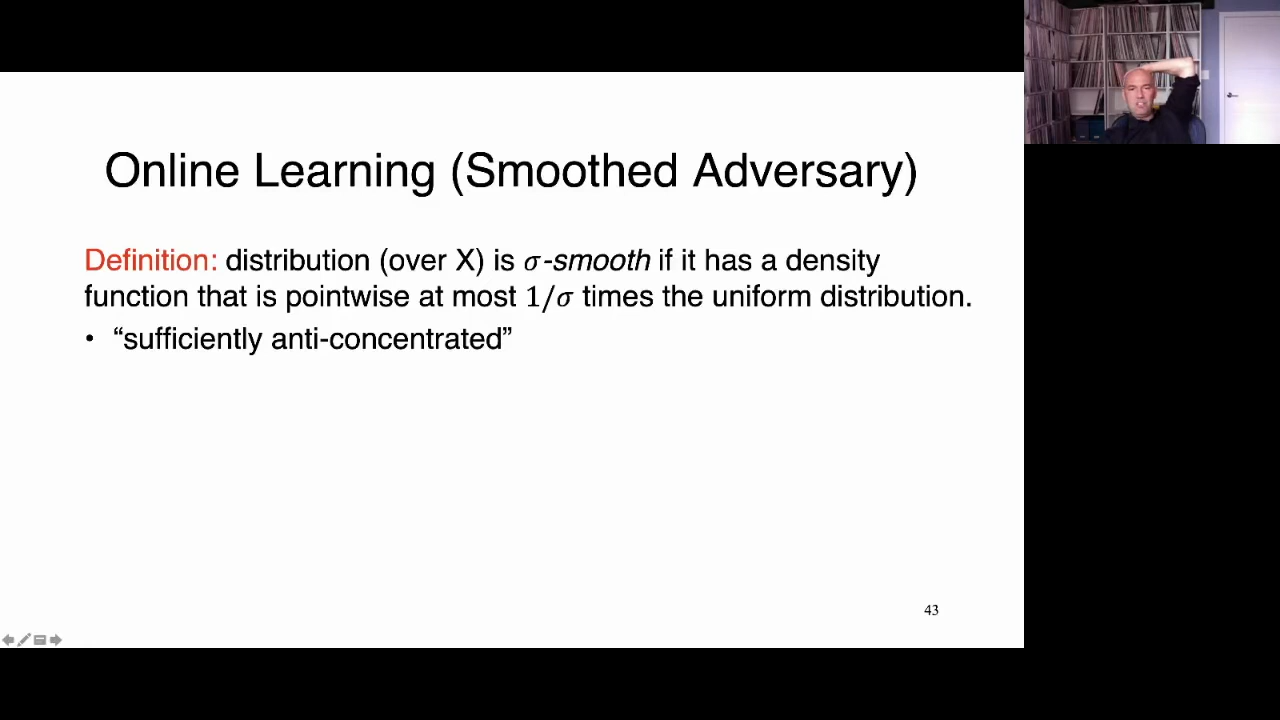 Online Learning (Smoothed Adversary)
Definition: distribution (over X) is σ-smooth if it has a density
function that is pointwise at most 1/σ times the uniform distribution.
• “sufficiently anti-concentrated”
43